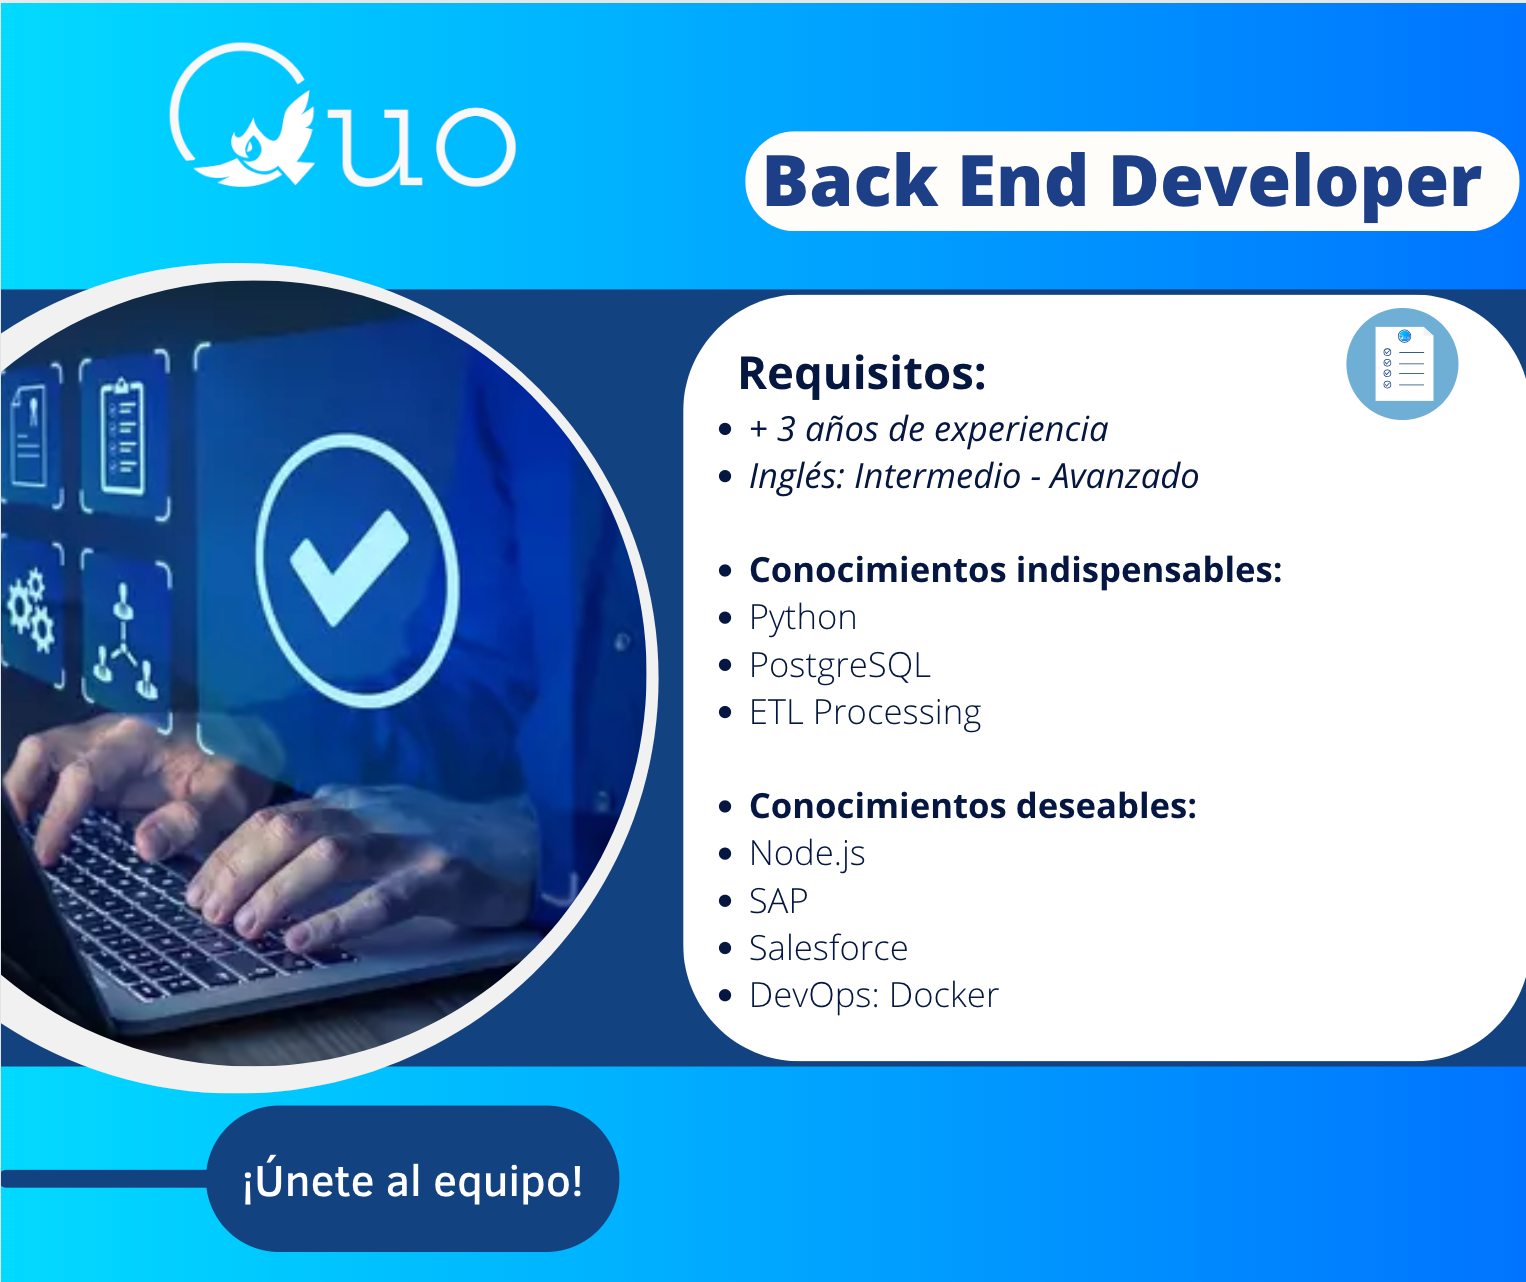 Quo
Back End Developer
Requisitos:
+ 3 años de experiencia
Inglés: Intermedio - Avanzado
Conocimientos indispensables:
Python
PostgreSQL
ETL Processing
Conocimientos deseables:
Node.js
SAP
Salesforce
DevOps: Docker
¡Únete al equipo!